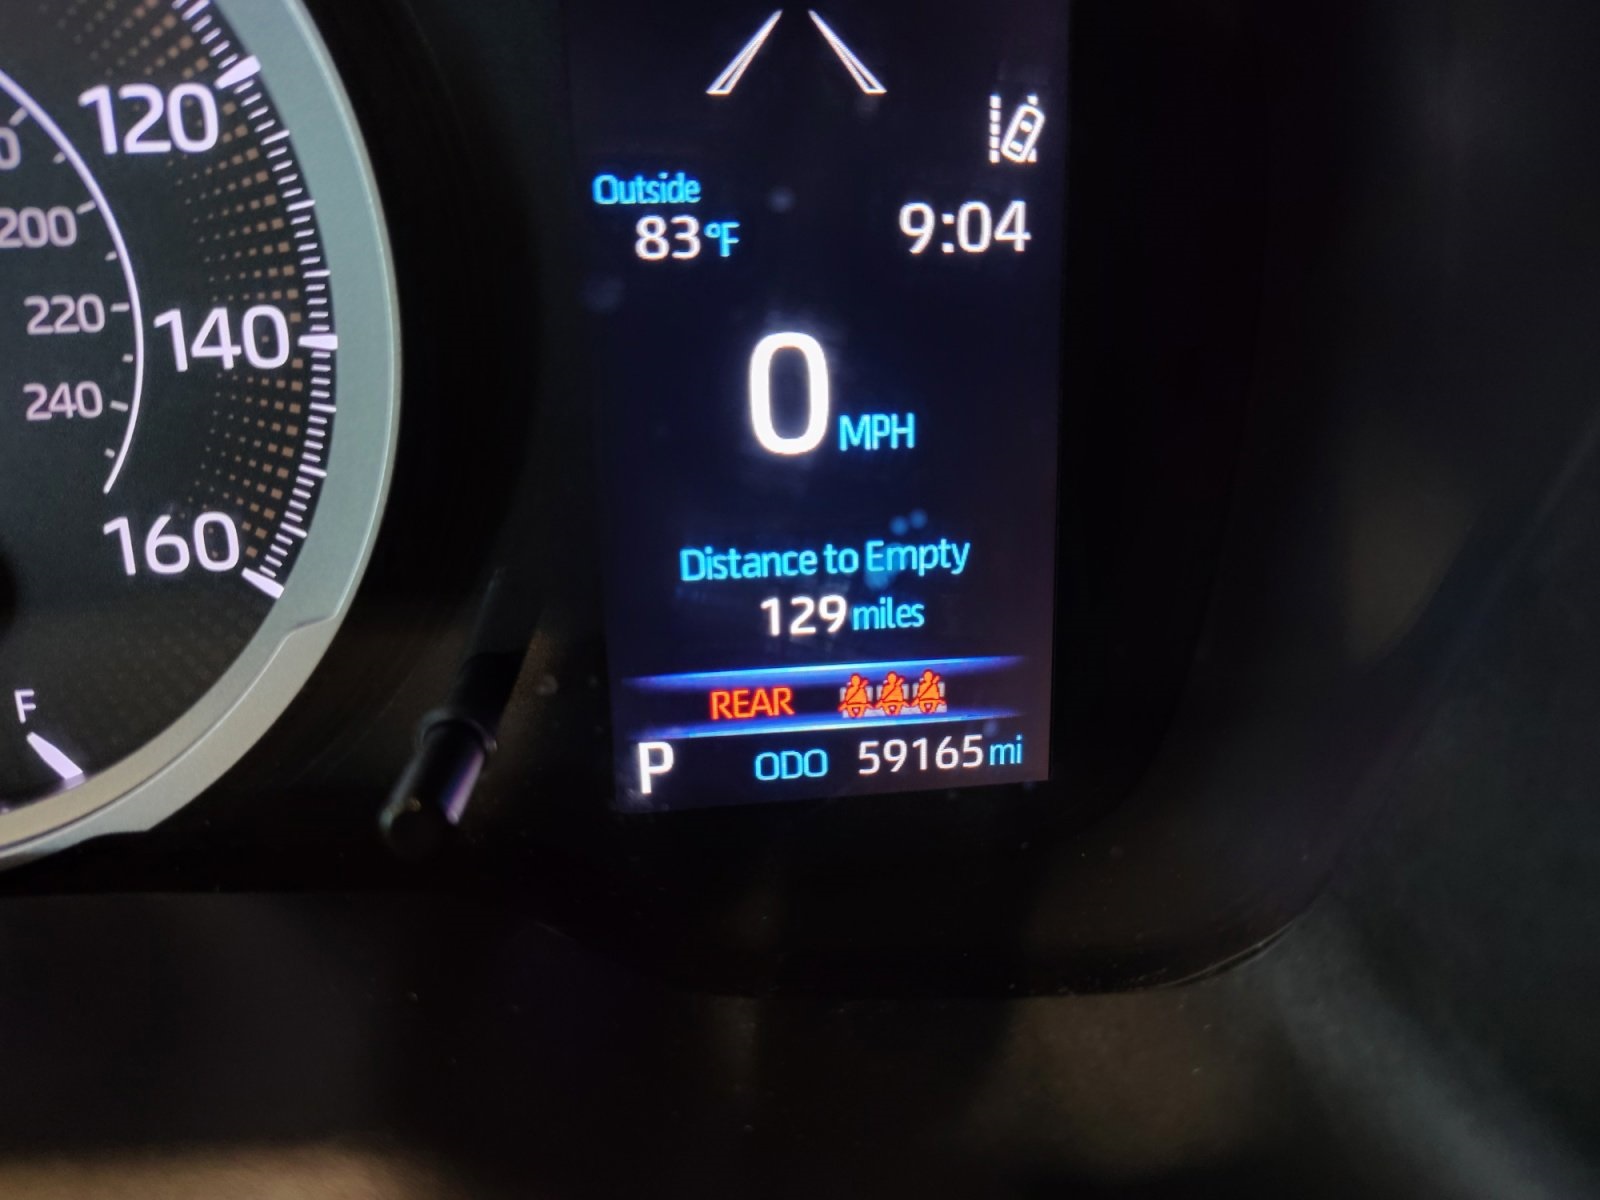 120
200
220
140
240
160
F
Outside
83°F
9:04
0 MPH
Distance to Empty
129 miles
REAR
P ODO 59165 mi